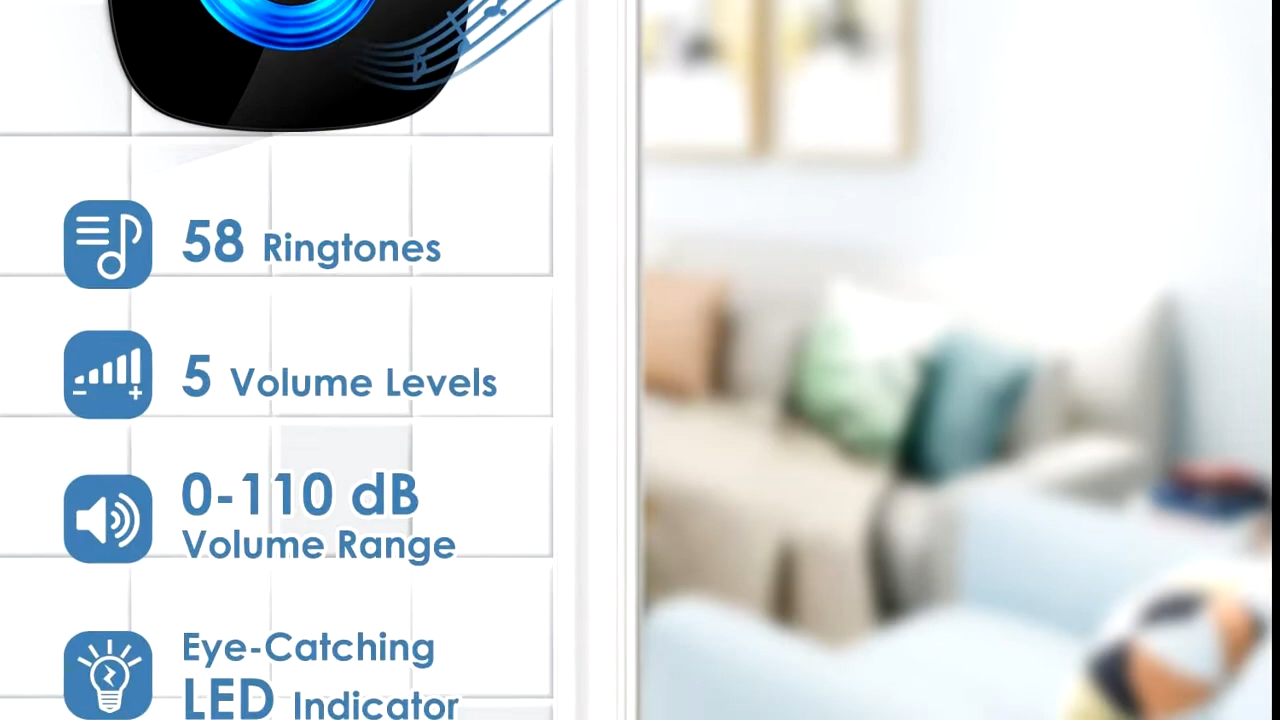 58 Ringtones
5 Volume Levels
0-110 dB
Volume Range
Eye-Catching
LED Indicator